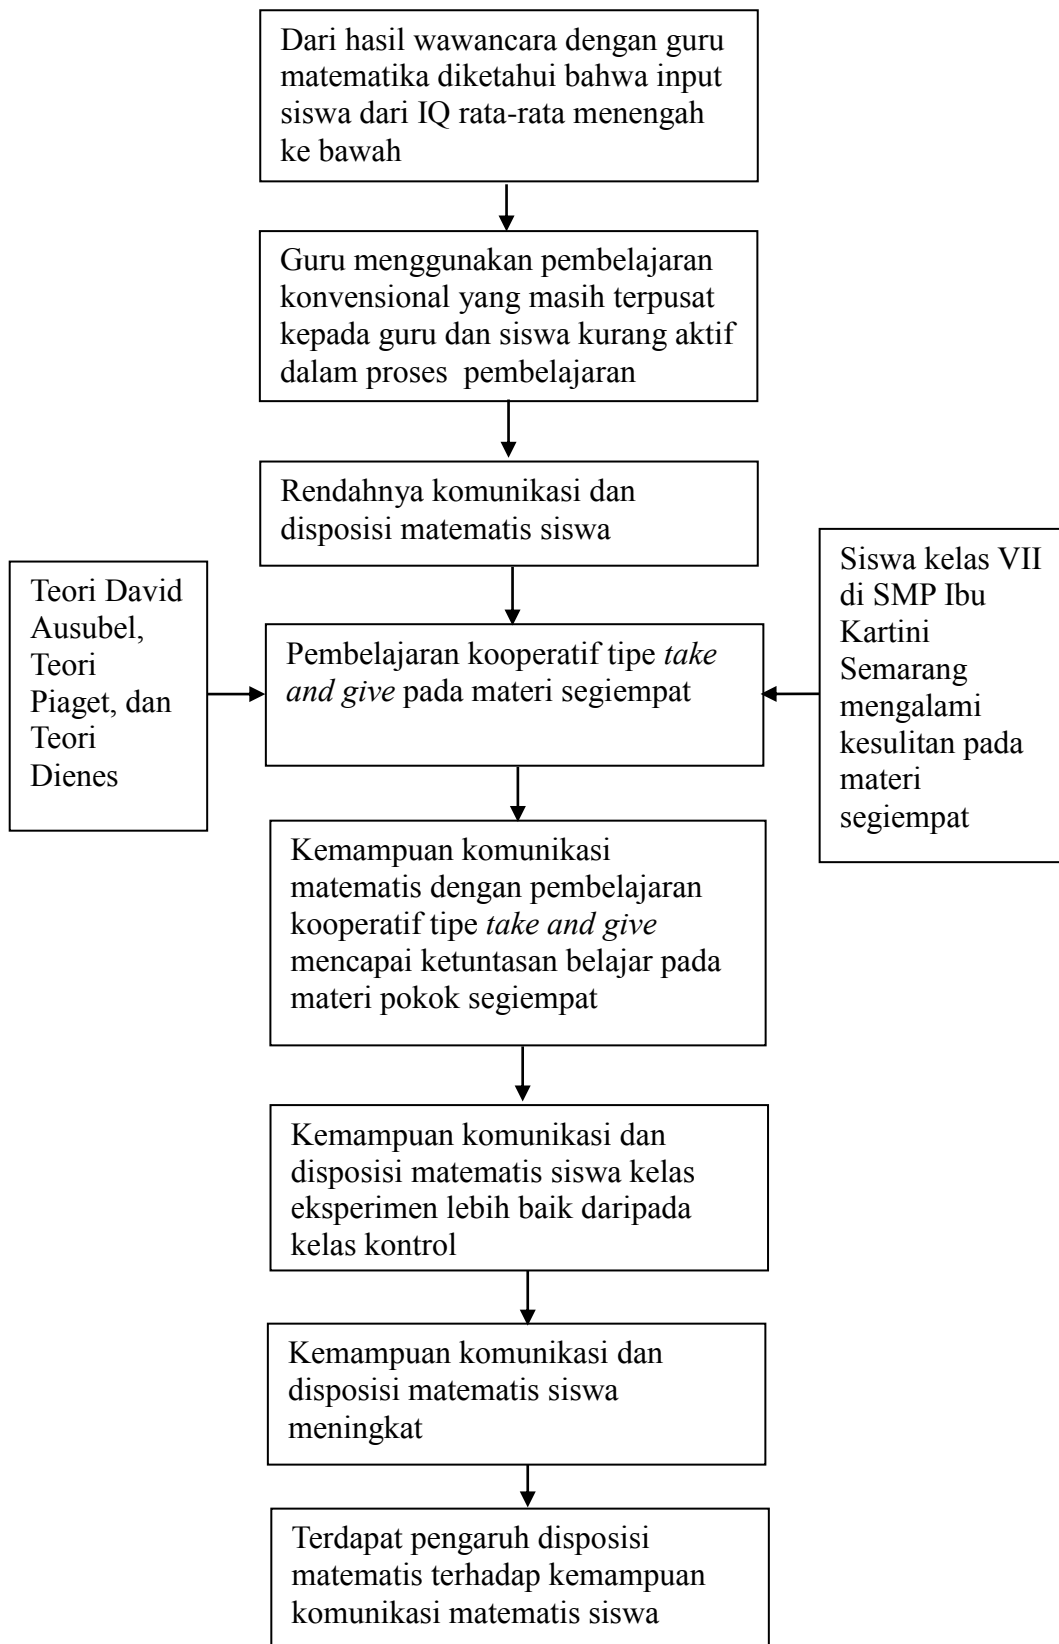 Dari hasil wawancara dengan guru
matematika diketahui bahwa input
siswa dari IQ rata-rata menengah
ke bawah
Guru menggunakan pembelajaran
konvensional yang masih terpusat
kepada guru dan siswa kurang aktif
dalam proses  pembelajaran
Rendahnya komunikasi dan
disposisi matematis siswa
Teori David
Ausubel,
Teori
Piaget, dan
Teori
Dienes
Pembelajaran kooperatif tipe take
and give pada materi segiempat
Siswa kelas VII
di SMP Ibu
Kartini
Semarang
mengalami
kesulitan pada
materi
segiempat
Kemampuan komunikasi
matematis dengan pembelajaran
kooperatif tipe take and give
mencapai ketuntasan belajar pada
materi pokok segiempat
Kemampuan komunikasi dan
disposisi matematis siswa kelas
eksperimen lebih baik daripada
kelas kontrol
Kemampuan komunikasi dan
disposisi matematis siswa
meningkat
Terdapat pengaruh disposisi
matematis terhadap kemampuan
komunikasi matematis siswa